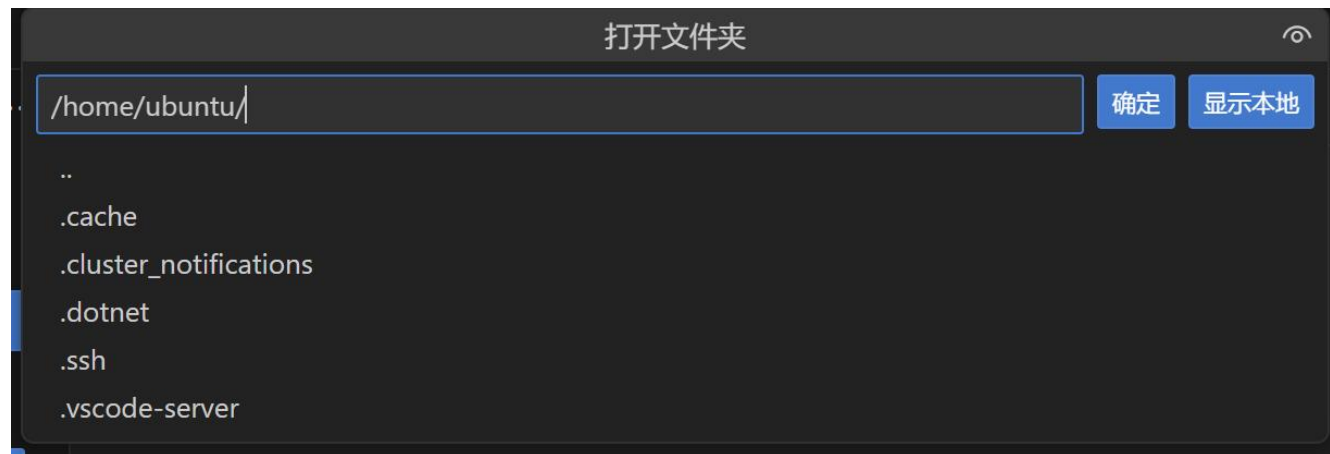 打开文件夹
/home/ubuntu/
确定 显示本地
..
.cache
.cluster_notifications
.dotnet
.ssh
.vscode-server